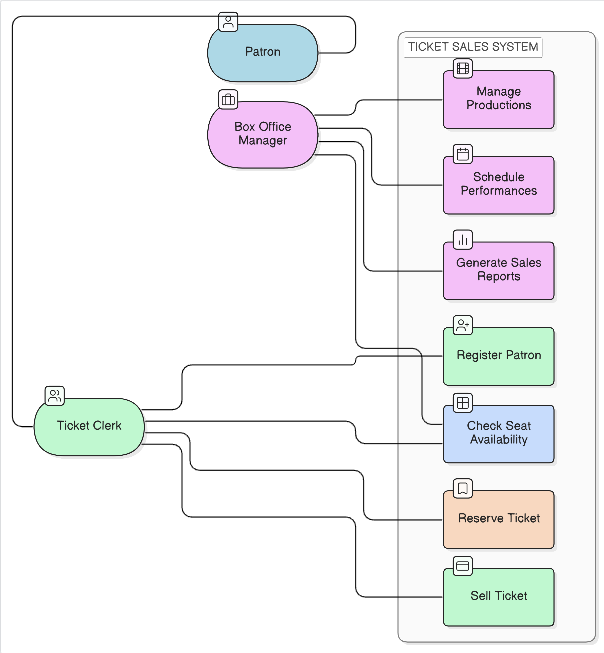 Patron
TICKET SALES SYSTEM
Manage
Productions
Box Office
Manager
Schedule
Performances
Generate Sales
Reports
Register Patron
Ticket Clerk
Check Seat
Availability
Reserve Ticket
Sell Ticket